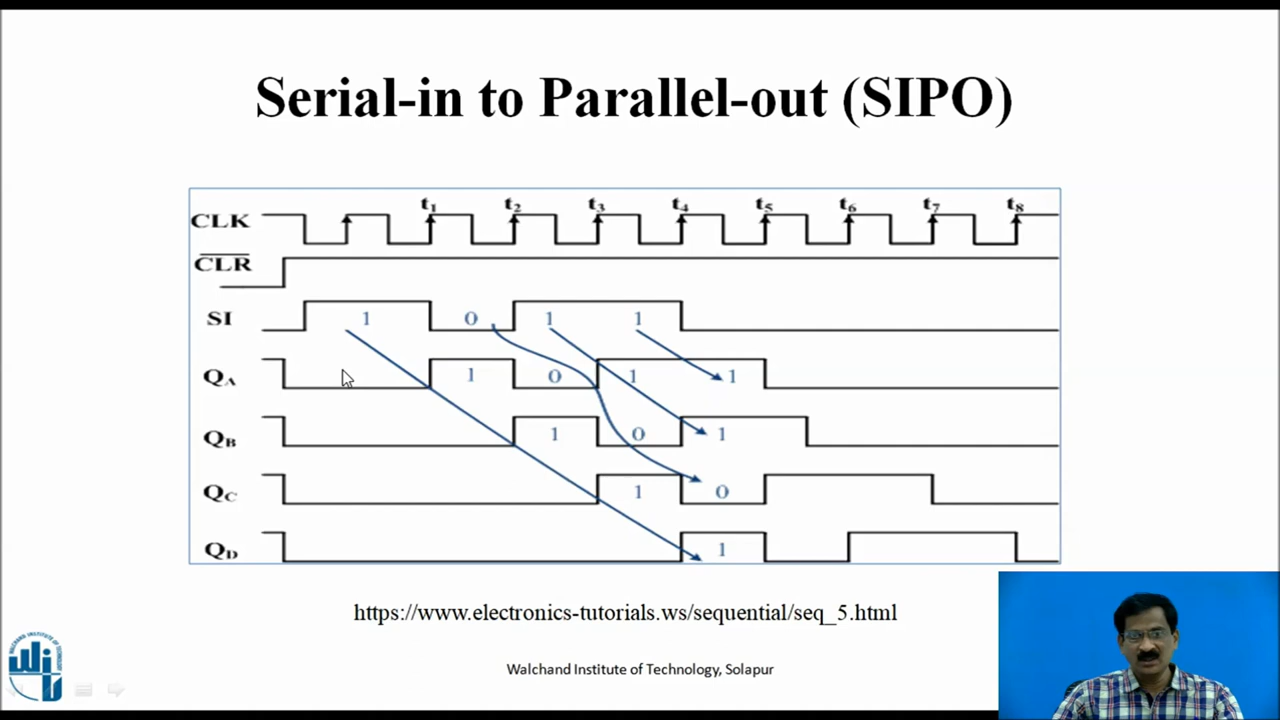 Serial-in to Parallel-out (SIPO)
t1 t2 t3 t4 t5 t6 t7 t8
CLK
CLR
SI 1 0 1 1
QA 1 0 1 1
QB 1 0 1
QC 1 0
QD 1
https://www.electronics-tutorials.ws/sequential/seq_5.html
Walchand Institute of Technology, Solapur